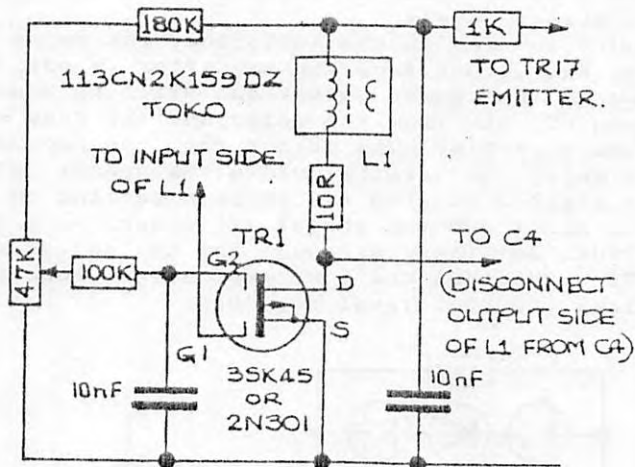 180K
1K
TO TR17
EMITTER.
113CN2K159DZ
TOKO
L1
TO INPUT SIDE
OF L1
10R
TR1
47K
100K
G2
D
S
G1
TO C4
(DISCONNECT
OUTPUT SIDE
OF L1 FROM C4)
10nF
3SK45
OR
2N301
10nF